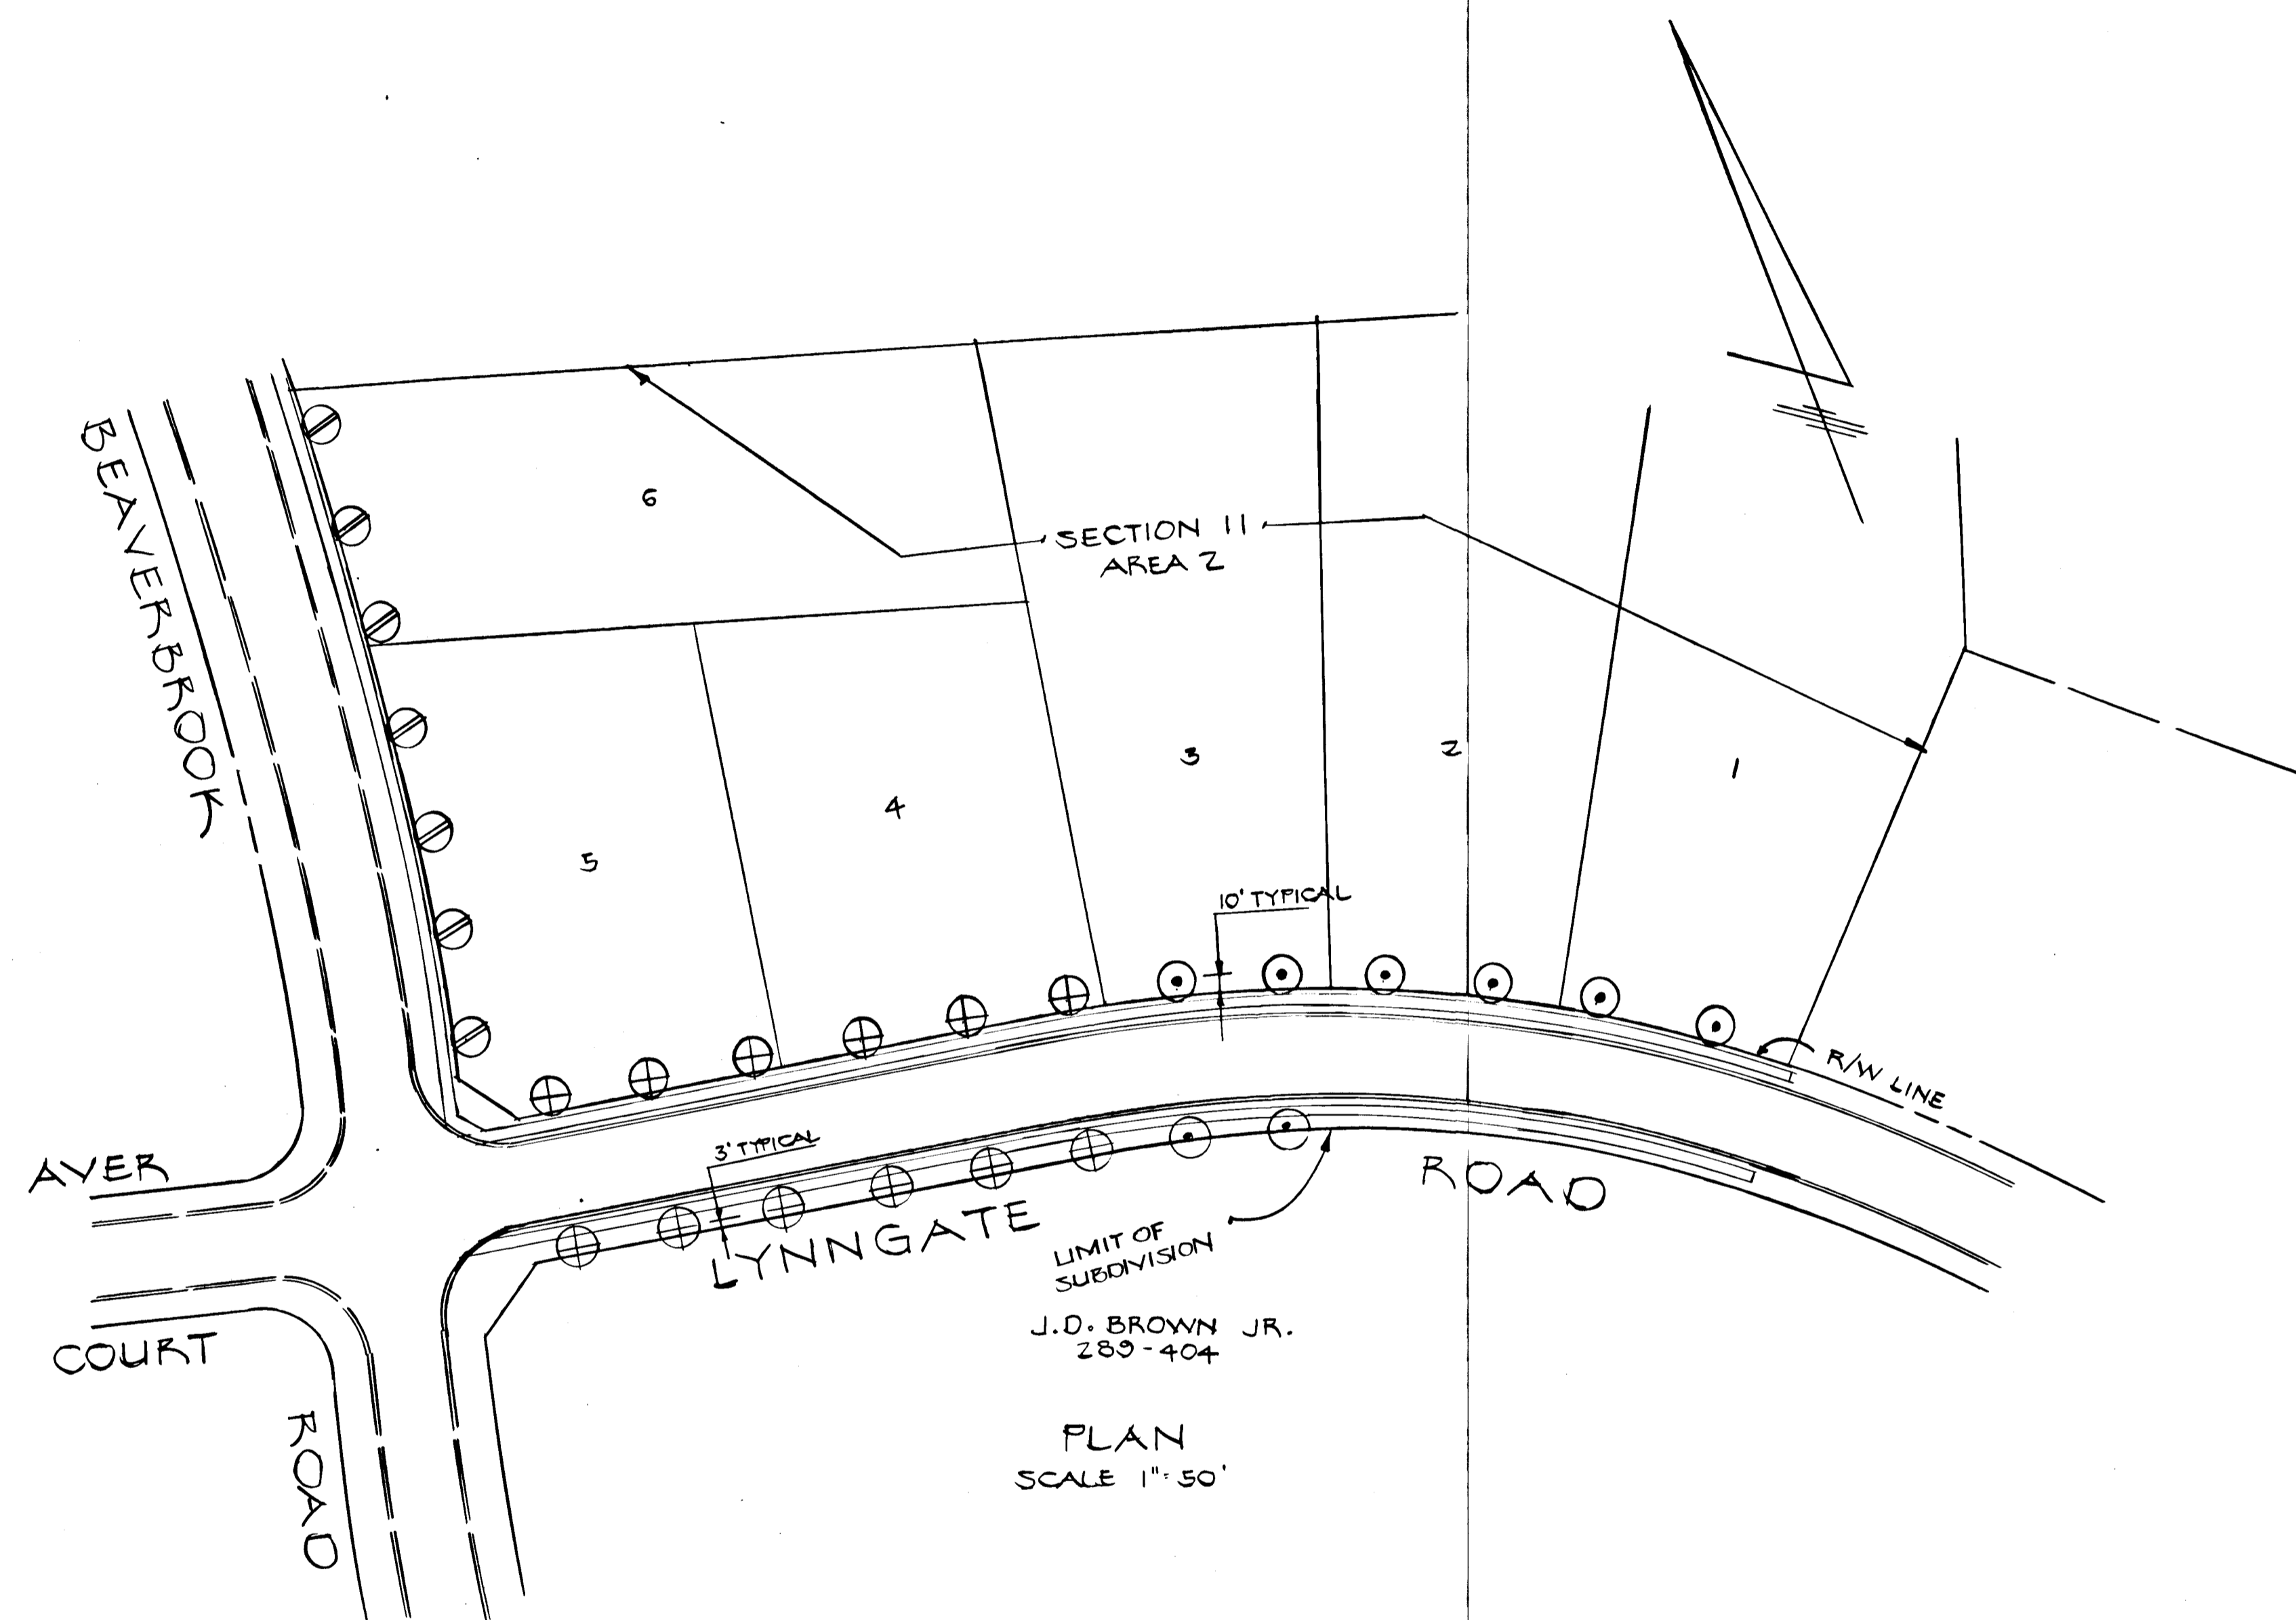 BEAVERBROOK
6
SECTION 11
AREA 2
5
4
3
2
1
10' TYPICAL
R/W LINE
3' TYPICAL
AVER
COURT
LYNNGATE
ROAD
LIMIT OF
SUBDIVISION
J.D. BROWN JR.
289-404
ROAD
PLAN
SCALE 1"=50'